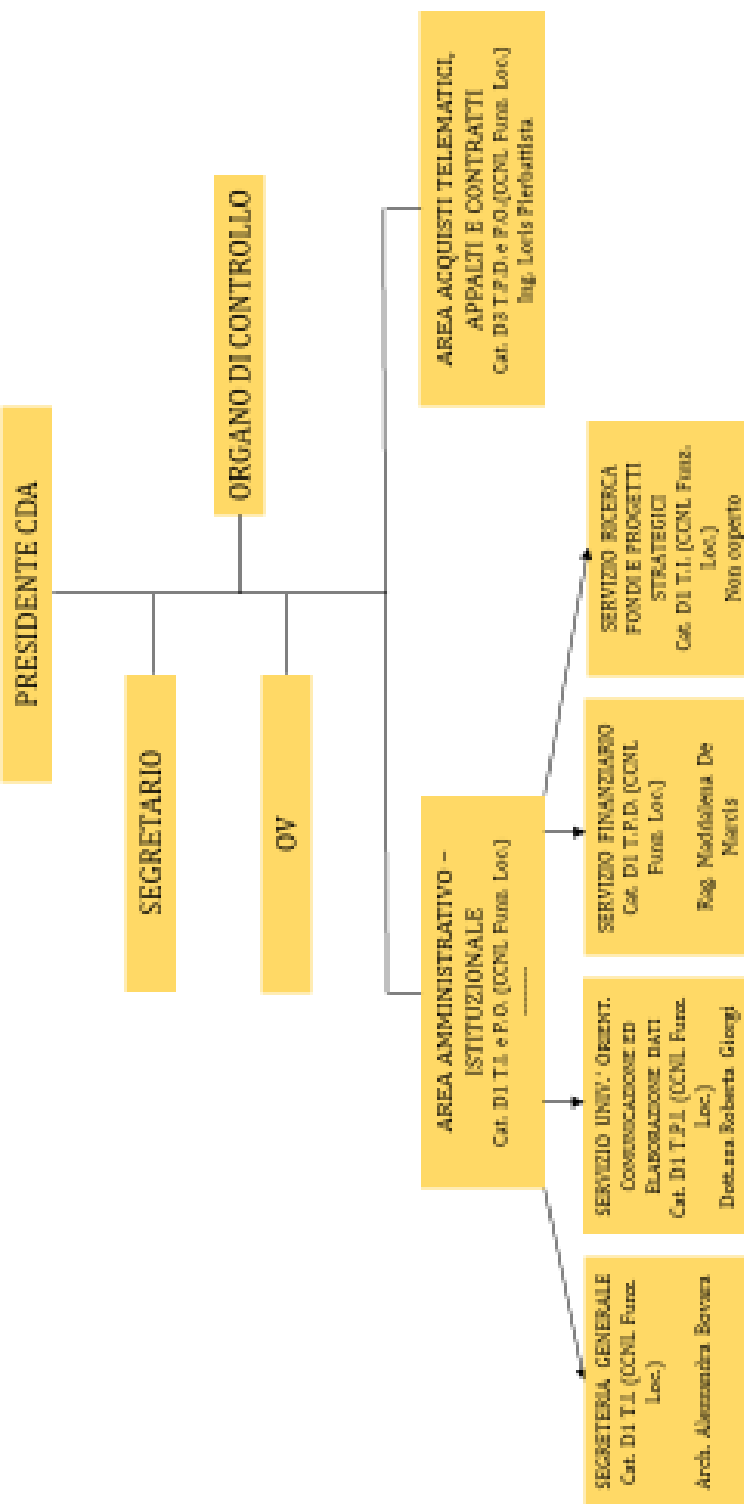 PRESIDENTE CDA
SEGRETARIO
ORGANO DI CONTROLLO
OV
AREA AMMINISTRATIVO –
ISTITUZIONALE
Cat. D1 T.I. e P.O. (CCNL Funz. Loc.)
AREA ACQUISTI TELEMATICI,
APPALTI E CONTRATTI
Cat. D3 T.P.D. e P.O. (CCNL Funz. Loc.)
Ing. Loris Pierbattista
SEGRETERIA GENERALE
Cat. D1 T.I. (CCNL Funz.
Loc.)
Arch. Alessandra
SERVIZIO UNIV.' ORIENT.
COMUNICAZIONE ED
ELABORAZIONE DATI
Cat. D1 T.P.I. (CCNL Funz.
Loc.)
Dott.ssa Roberta Giorgi
SERVIZIO FINANZIARIO
Cat. D1 T.P.D. (CCNL
Funz. Loc.)
Rag. Maddalena De
Marcis
SERVIZIO RICERCA
FONDI E PROGETTI
STRATEGICI
Cat. D1 T.I. (CCNL Funz.
Loc.)
Non coperto